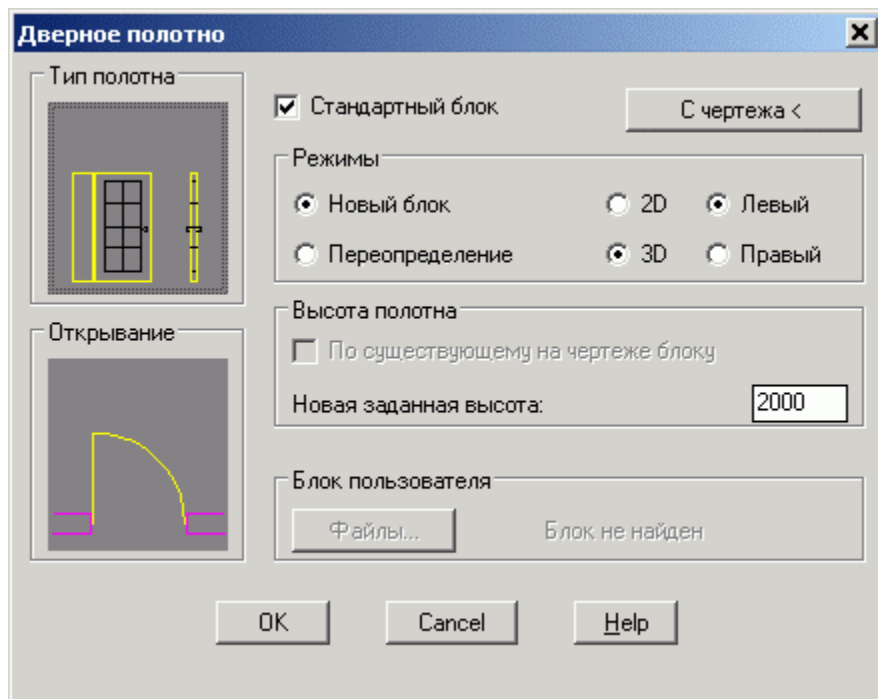 Дверное полотно
Тип полотна
Стандартный блок
С чертежа <
Режимы
Новый блок
2D
Левый
Переопределение
3D
Правый
Высота полотна
По существующему на чертеже блоку
Новая заданная высота:
2000
Открывание
Блок пользователя
Файлы...
Блок не найден
OK
Cancel
Help